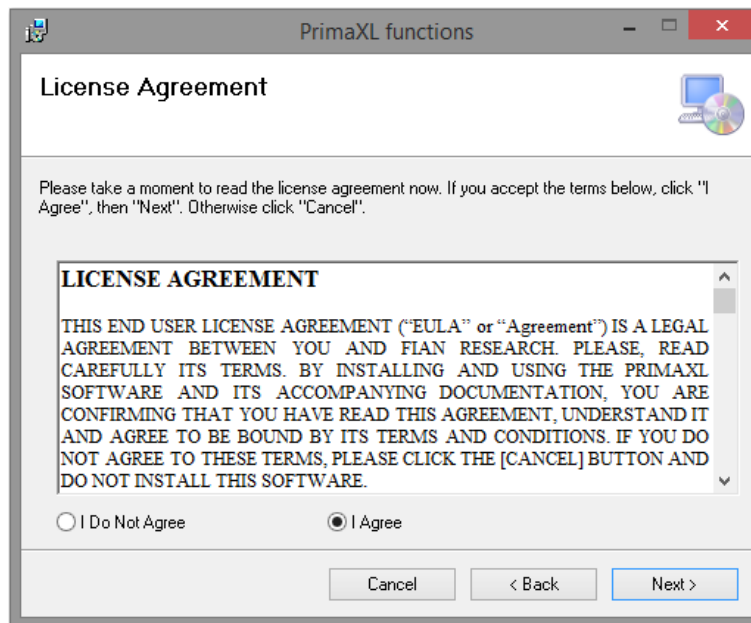 PrimaXL functions
License Agreement
Please take a moment to read the license agreement now. If you accept the terms below, click "I
Agree", then "Next". Otherwise click "Cancel".
LICENSE AGREEMENT
THIS END USER LICENSE AGREEMENT (“EULA” or “Agreement”) IS A LEGAL
AGREEMENT BETWEEN YOU AND FIAN RESEARCH. PLEASE, READ
CAREFULLY ITS TERMS. BY INSTALLING AND USING THE PRIMAXL
SOFTWARE AND ITS ACCOMPANYING DOCUMENTATION, YOU ARE
CONFIRMING THAT YOU HAVE READ THIS AGREEMENT, UNDERSTAND IT
AND AGREE TO BE BOUND BY ITS TERMS AND CONDITIONS. IF YOU DO
NOT AGREE TO THESE TERMS, PLEASE CLICK THE [CANCEL] BUTTON AND
DO NOT INSTALL THIS SOFTWARE.
I Do Not Agree
I Agree
Cancel
< Back
Next >